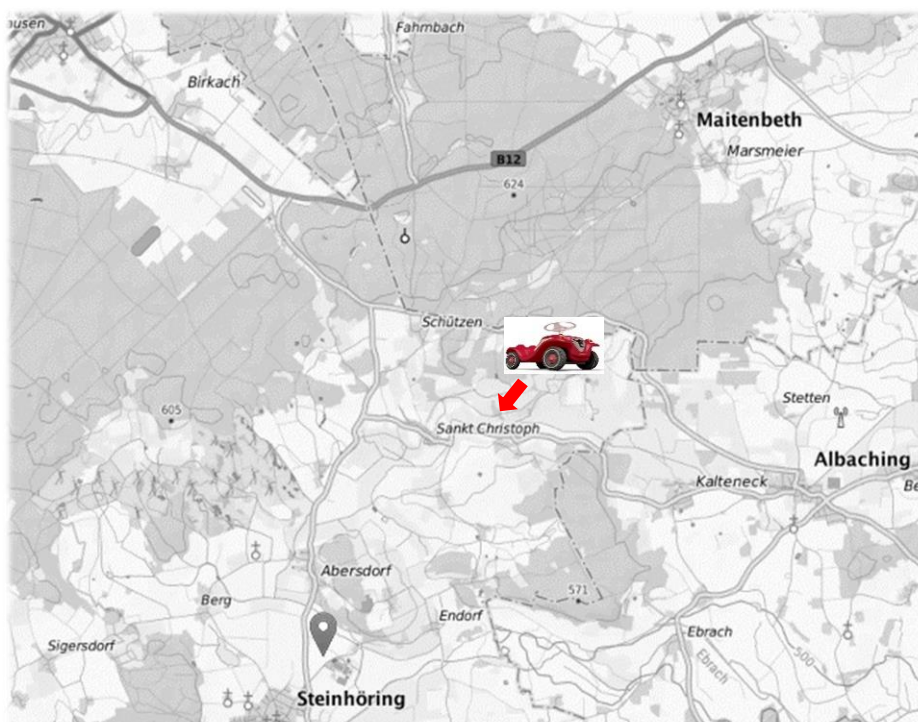 ausen
Fahmbach
Birkach
Maitenbeth
B12
Marsmeier
624
Schützen
Stetten
605
Sankt Christoph
Albaching
Kalteneck
Be
Abersdorf
571
Berg
Endorf
Sigersdorf
Ebrach
Ebrach
500
Steinhöring